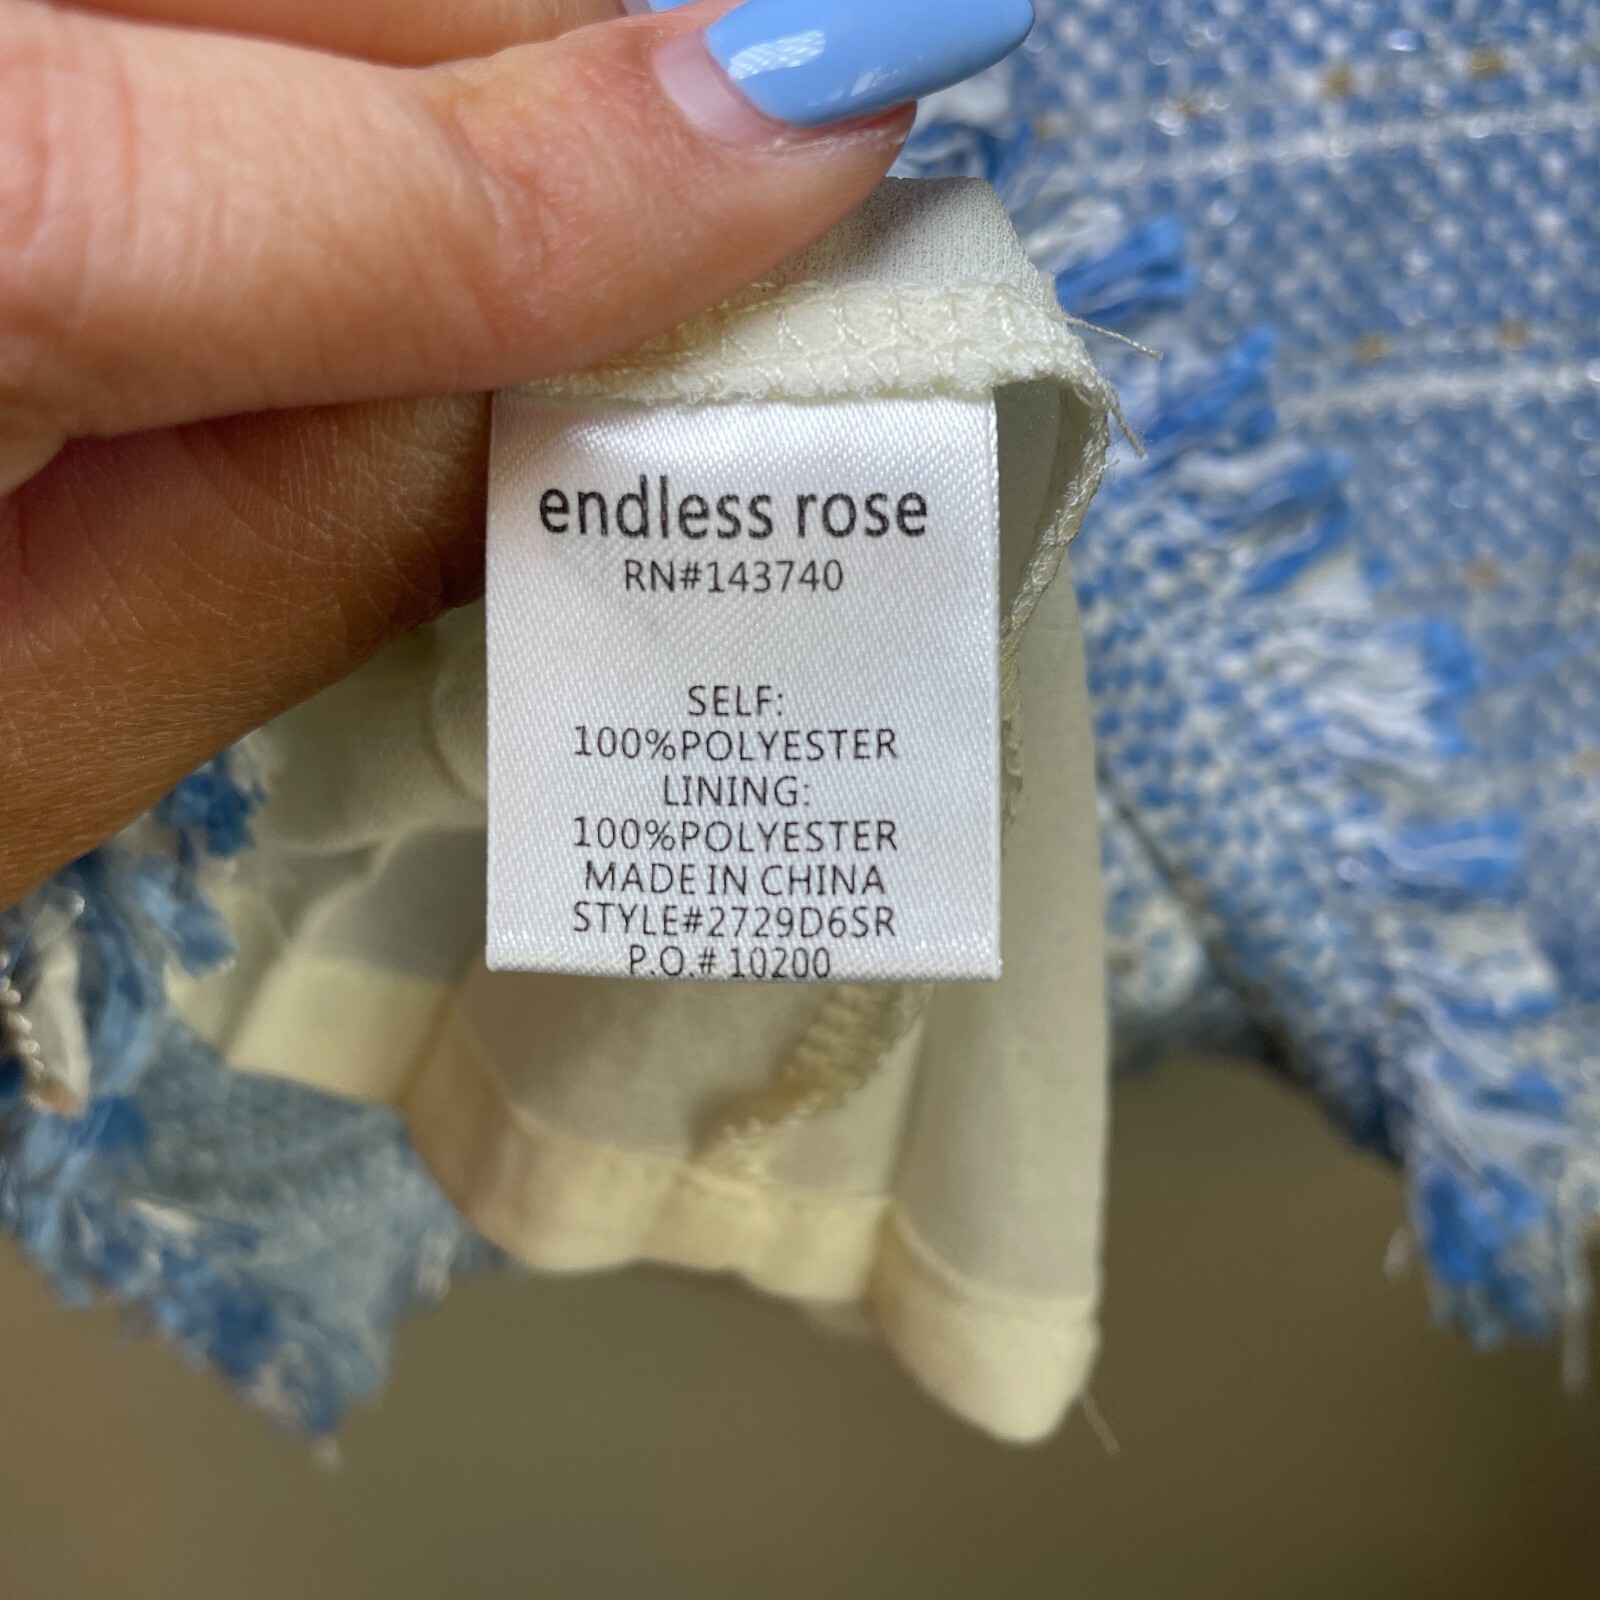 endless rose
RN#143740
SELF:
100%POLYESTER
LINING:
100%POLYESTER
MADE IN CHINA
STYLE#2729D6SR
P.O.# 10200